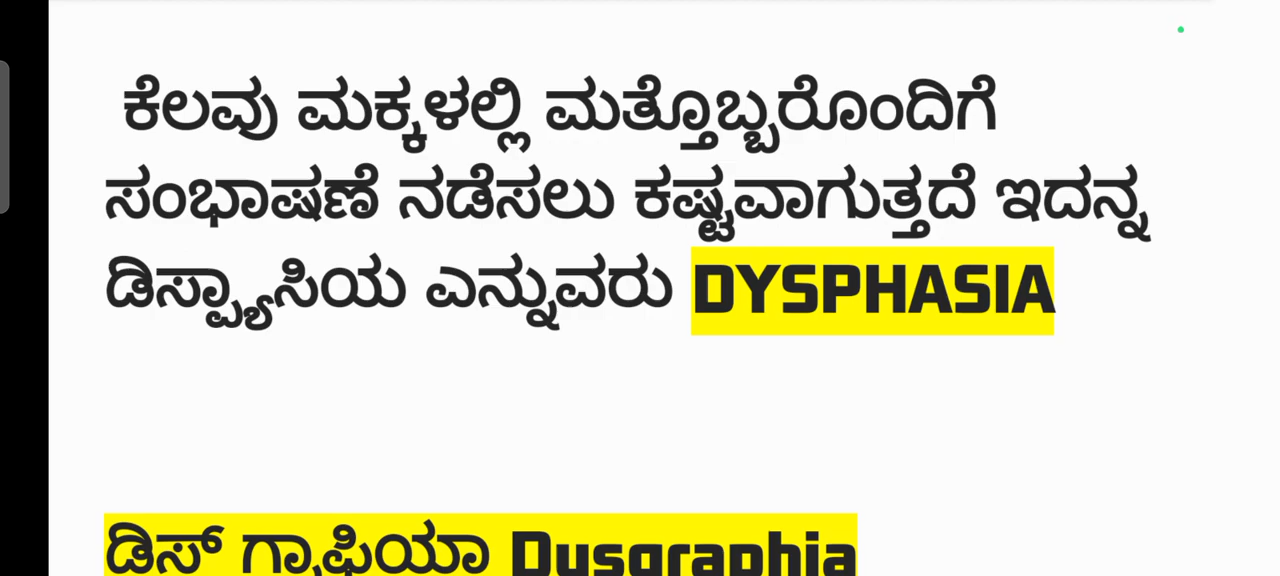 ಕೆಲವು ಮಕ್ಕಳಲ್ಲಿ ಮತ್ತೊಬ್ಬರೊಂದಿಗೆ
ಸಂಭಾಷಣೆ ನಡೆಸಲು ಕಷ್ಟವಾಗುತ್ತದೆ ಇದನ್ನ
ಡಿಸ್ಪ್ಯಾಸಿಯ ಎನ್ನುವರು DYSPHASIA
ಡಿಸ್ ಗ್ರಾಫಿಯಾ Dysgraphia